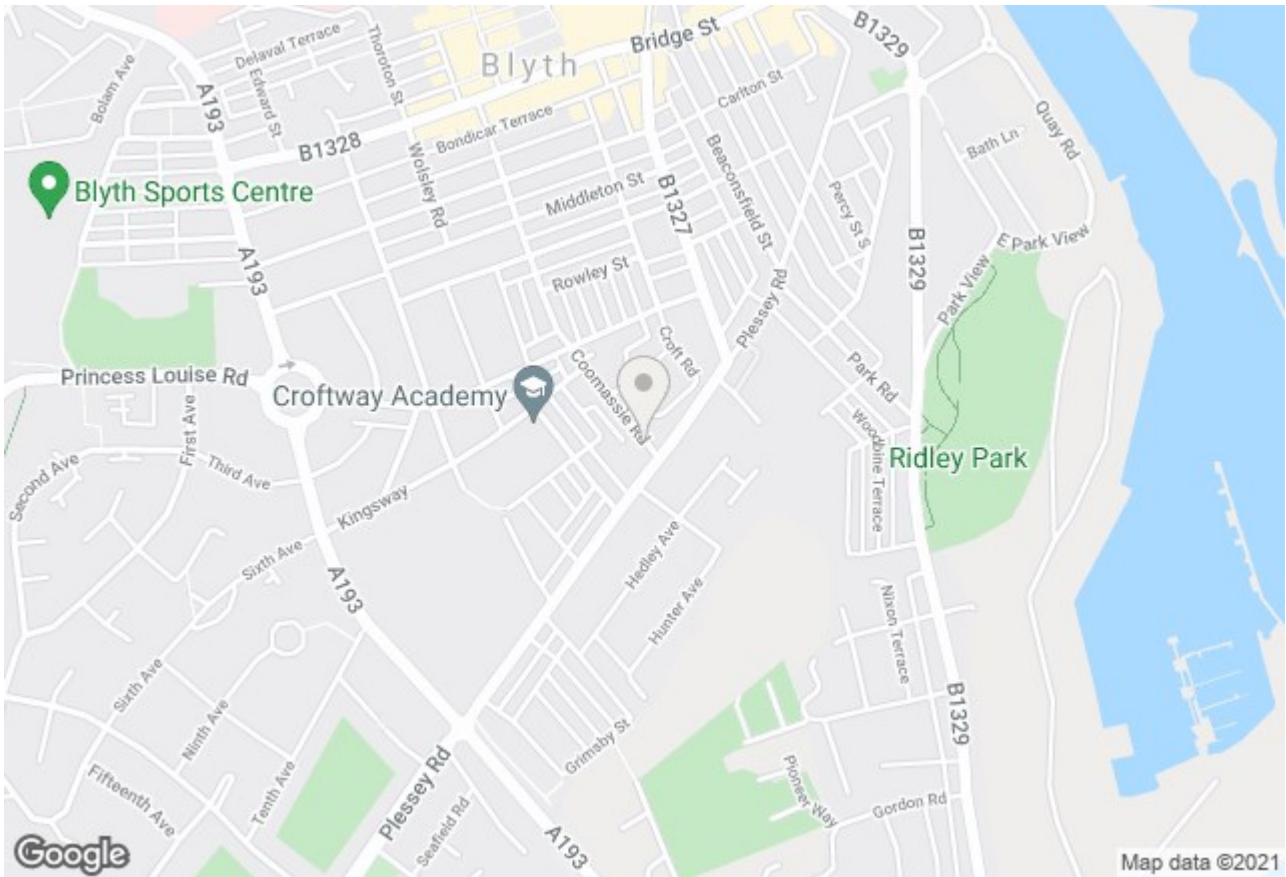 Bridge St
B1329
Delaval Terrace
Thoroton St
Blyth
Bolam Ave
A193
Edward St
Carlton St
Quay Rd
Bondicar Terrace
B1328
Bath Ln
Wolsley Rd
Beaconsfield St
Blyth Sports Centre
Middleton St
B1327
Percy St S
E Park View
A193
B1329
Rowley St
Park View
Plessey Rd
Croft Rd
Princess Louise Rd
Coomassie Rd
Park Rd
Croftway Academy
First Ave
Woodbine Terrace
Ridley Park
Second Ave
Third Ave
Kingsway
Sixth Ave
Hedley Ave
A193
Hunter Ave
Nixon Terrace
Sixth Ave
B1329
Ninth Ave
Grimsby St
Fifteenth Ave
Tenth Ave
Plessey Rd
Pioneer Way
Gordon Rd
Seafield Rd
A193
Google
Map data ©2021